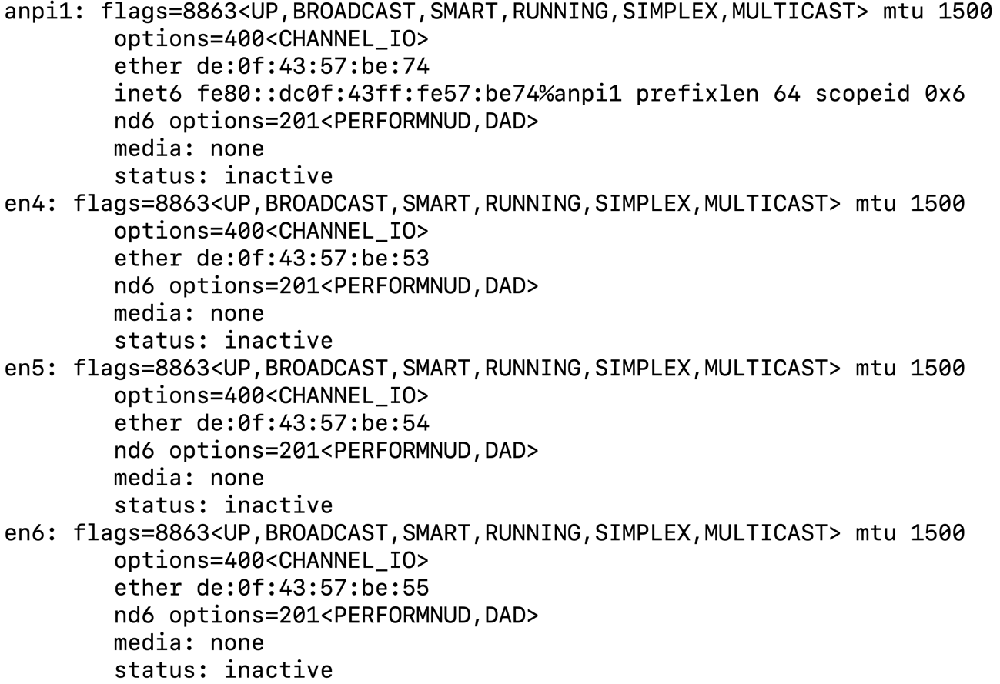 anpi1: flags=8863<UP,BROADCAST,SMART,RUNNING,SIMPLEX,MULTICAST> mtu 1500
options=400<CHANNEL_IO>
ether de:0f:43:57:be:74
inet6 fe80::dc0f:43ff:fe57:be74%anpi1 prefixlen 64 scopeid 0x6
nd6 options=201<PERFORMNUD,DAD>
media: none
status: inactive
en4: flags=8863<UP,BROADCAST,SMART,RUNNING,SIMPLEX,MULTICAST> mtu 1500
options=400<CHANNEL_IO>
ether de:0f:43:57:be:53
nd6 options=201<PERFORMNUD,DAD>
media: none
status: inactive
en5: flags=8863<UP,BROADCAST,SMART,RUNNING,SIMPLEX,MULTICAST> mtu 1500
options=400<CHANNEL_IO>
ether de:0f:43:57:be:54
nd6 options=201<PERFORMNUD,DAD>
media: none
status: inactive
en6: flags=8863<UP,BROADCAST,SMART,RUNNING,SIMPLEX,MULTICAST> mtu 1500
options=400<CHANNEL_IO>
ether de:0f:43:57:be:55
nd6 options=201<PERFORMNUD,DAD>
media: none
status: inactive